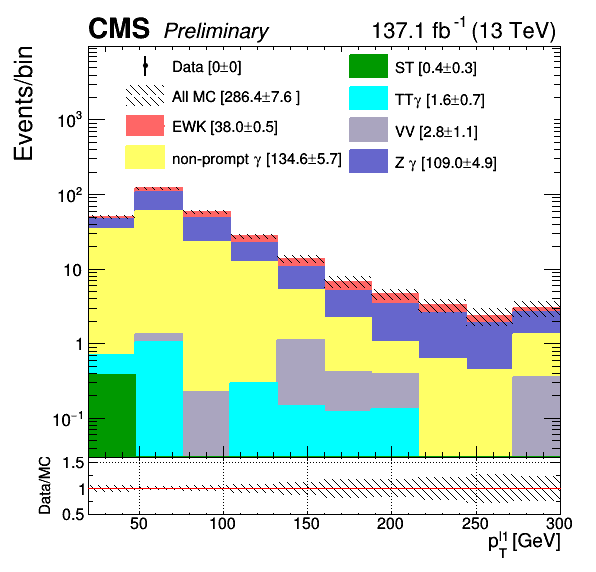 CMS Preliminary 137.1 fb⁻¹ (13 TeV)
Events/bin
Data [0±0]
All MC [286.4±7.6 ]
EWK [38.0±0.5]
non-prompt γ [134.6±5.7]
ST [0.4±0.3]
TTγ [1.6±0.7]
VV [2.8±1.1]
Z γ [109.0±4.9]
10³
10²
10
1
10⁻¹
Data/MC
1.5
1
0.5
50 100 150 200 250 300
p_T^l1 [GeV]